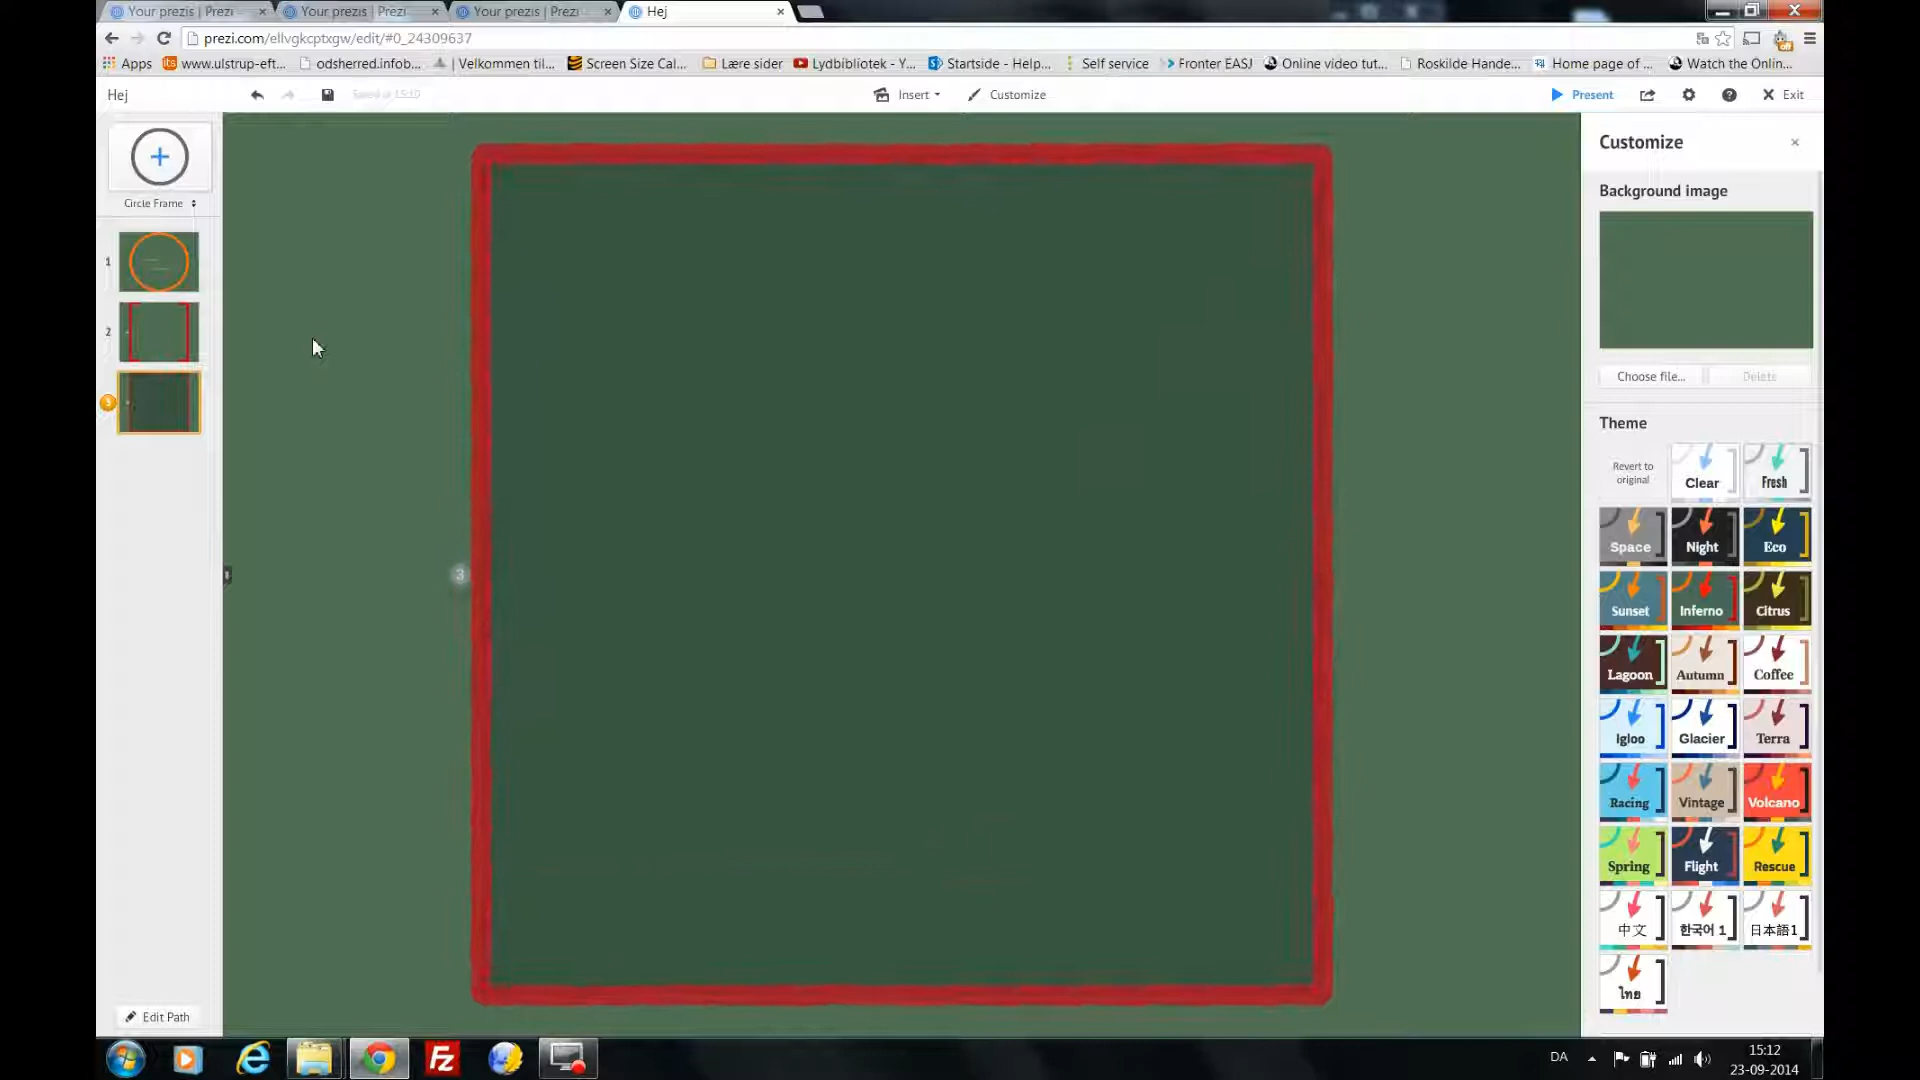 Your prezis | Prezi
Your prezis | Prezi
Your prezis | Prezi
Hej
prezi.com/ellvgkcptxgw/edit/#0_24309637
Apps
www.ulstrup-eft...
odsherred.infob...
Velkommen til...
Screen Size Cal...
Lære sider
Lydbibliotek - Y...
Startside - Help...
Self service
Fronter EASJ
Online video tut...
Roskilde Hande...
Home page of ...
Watch the Onlin...
Hej
Saved at 15:10
Insert
Customize
Present
Exit
Circle Frame
1
2
3
Edit Path
3
Customize
Background image
Choose file...
Delete
Theme
Revert to
original
Clear
Fresh
Space
Night
Eco
Sunset
Inferno
Citrus
Lagoon
Autumn
Coffee
Igloo
Glacier
Terra
Racing
Vintage
Volcano
Spring
Flight
Rescue
中文
한국어 1
日本語1
ไทย
DA
15:12
23-09-2014